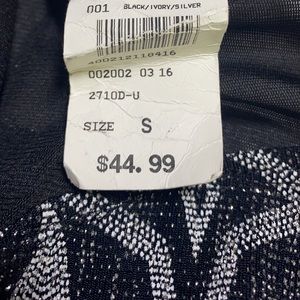 001 BLACK/IVORY/SILVER
400212110416
002002 03 16
2710D-U
SIZE S
$44.99